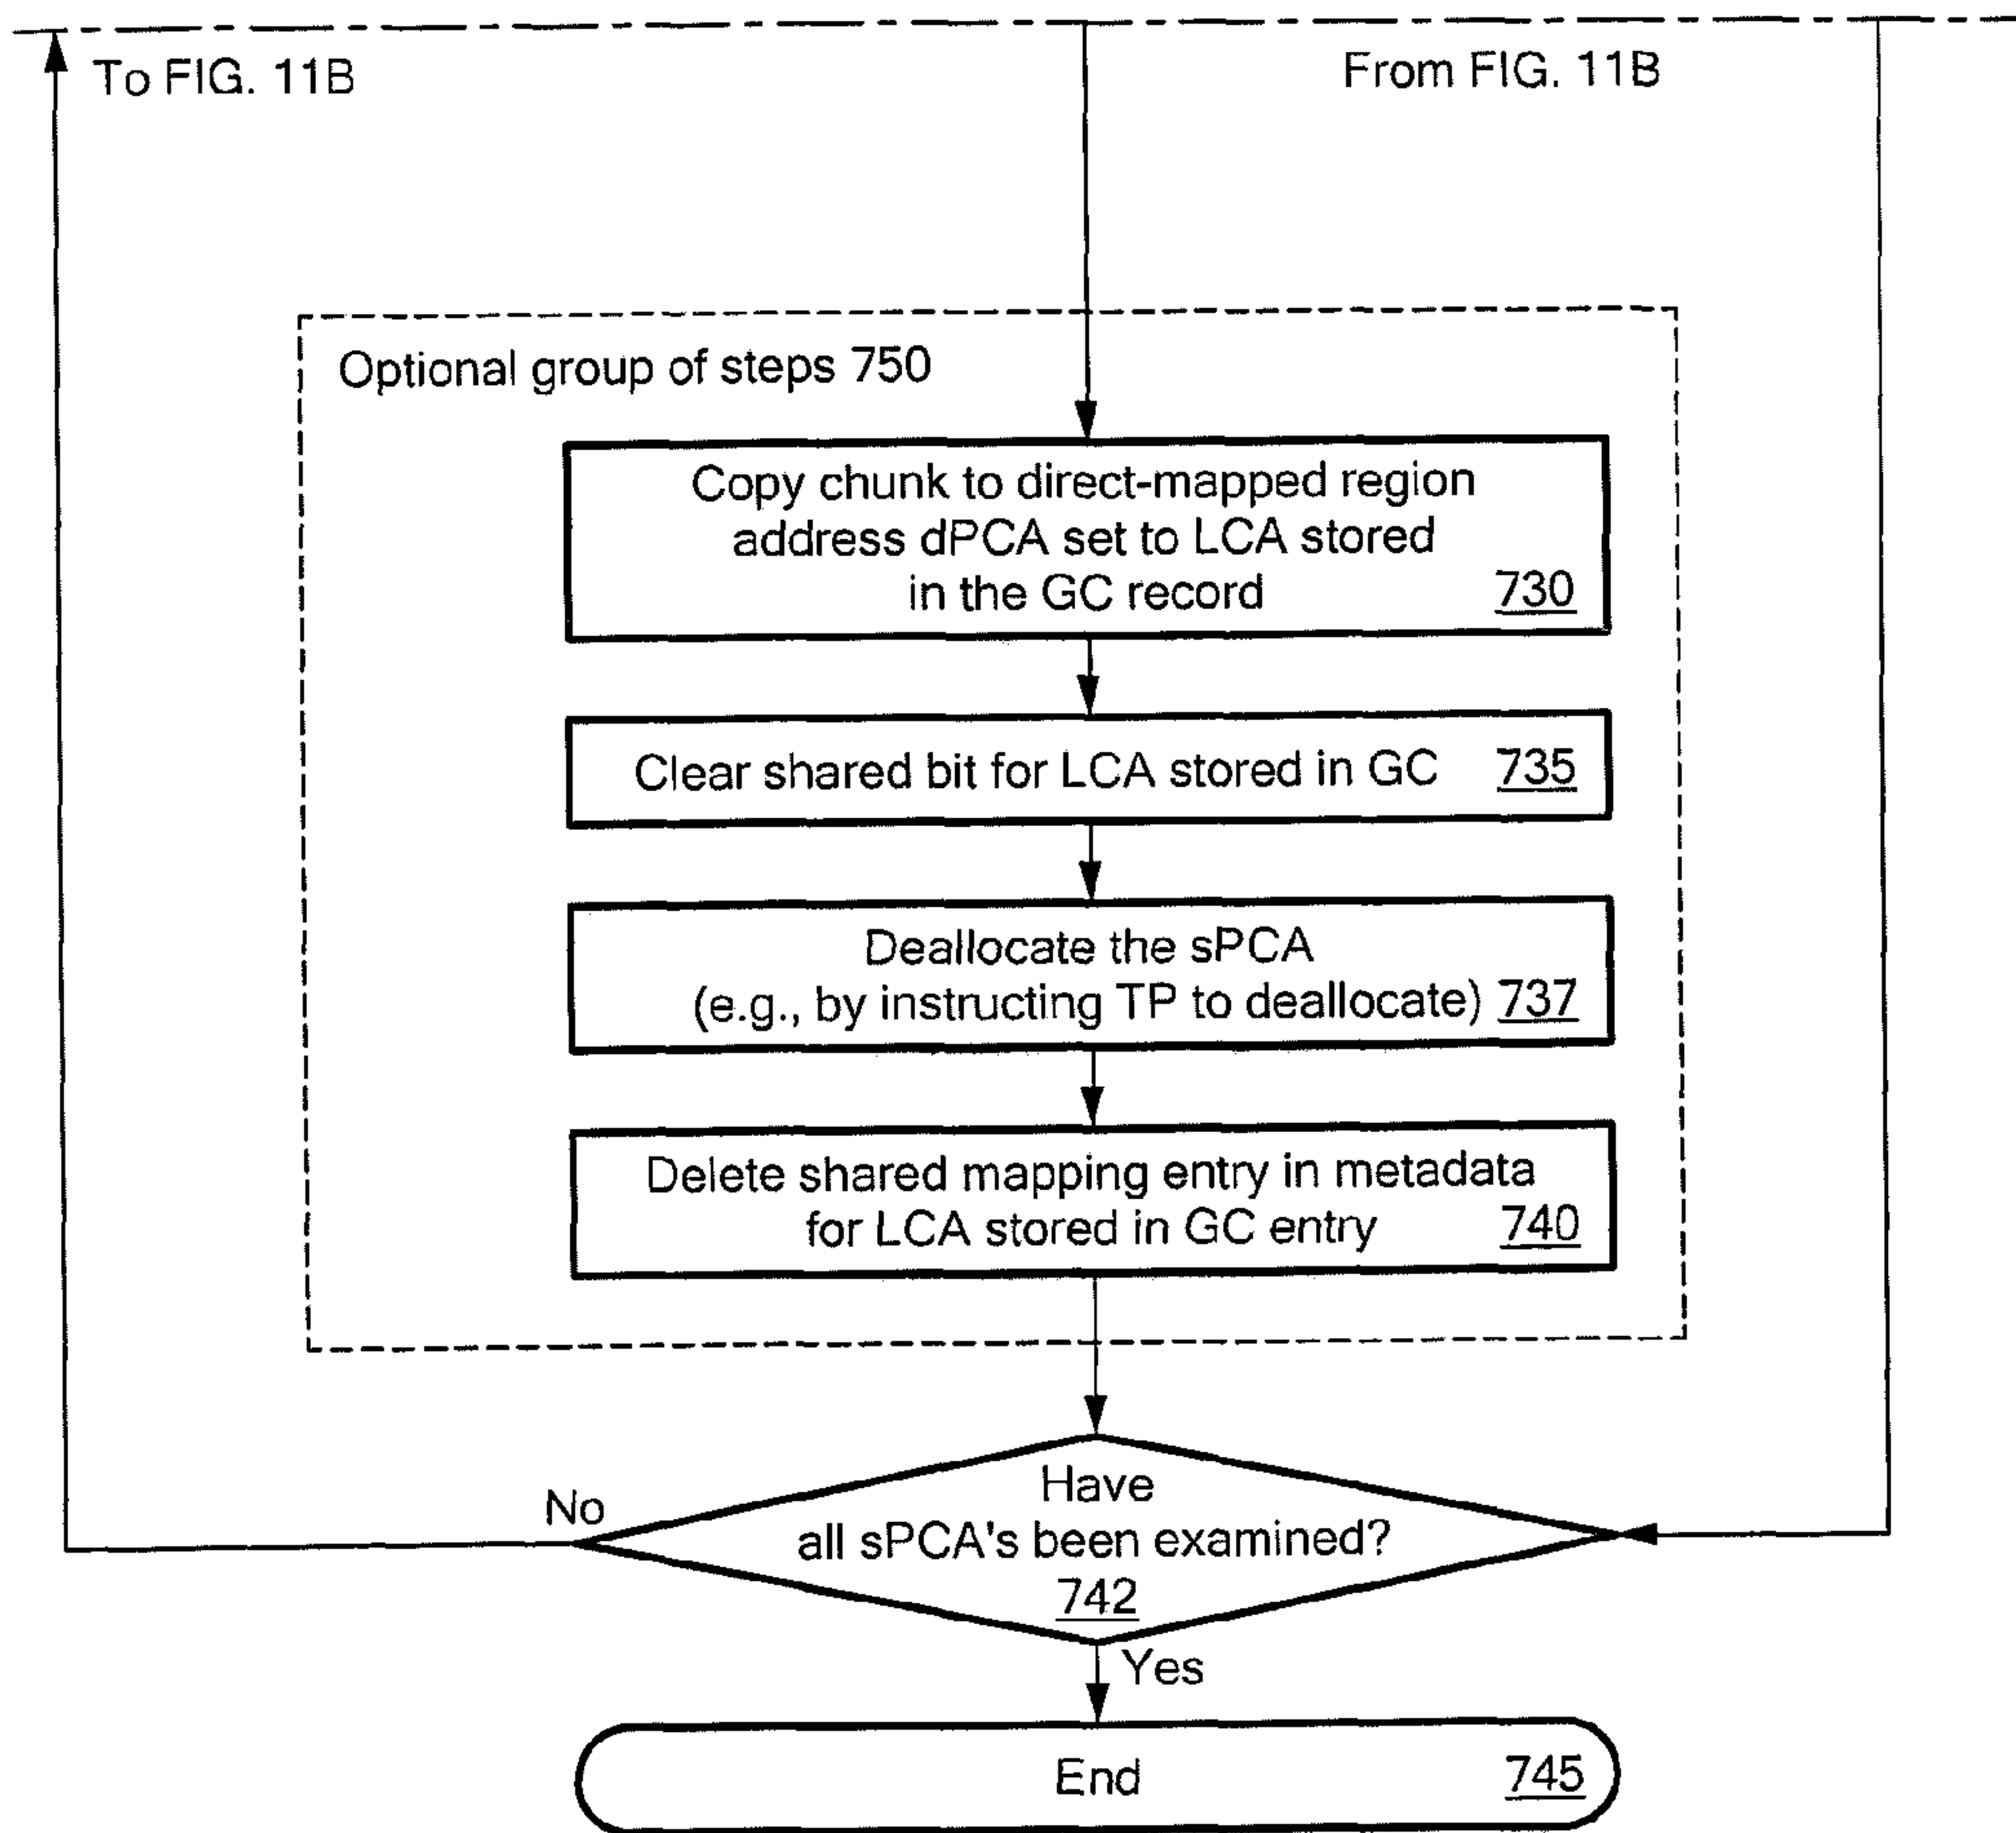 To FIG. 11B
From FIG. 11B
Optional group of steps 750
Copy chunk to direct-mapped region
address dPCA set to LCA stored
in the GC record 730
Clear shared bit for LCA stored in GC 735
Deallocate the sPCA
(e.g., by instructing TP to deallocate) 737
Delete shared mapping entry in metadata
for LCA stored in GC entry 740
Have
all sPCA's been examined?
742
No
Yes
End 745